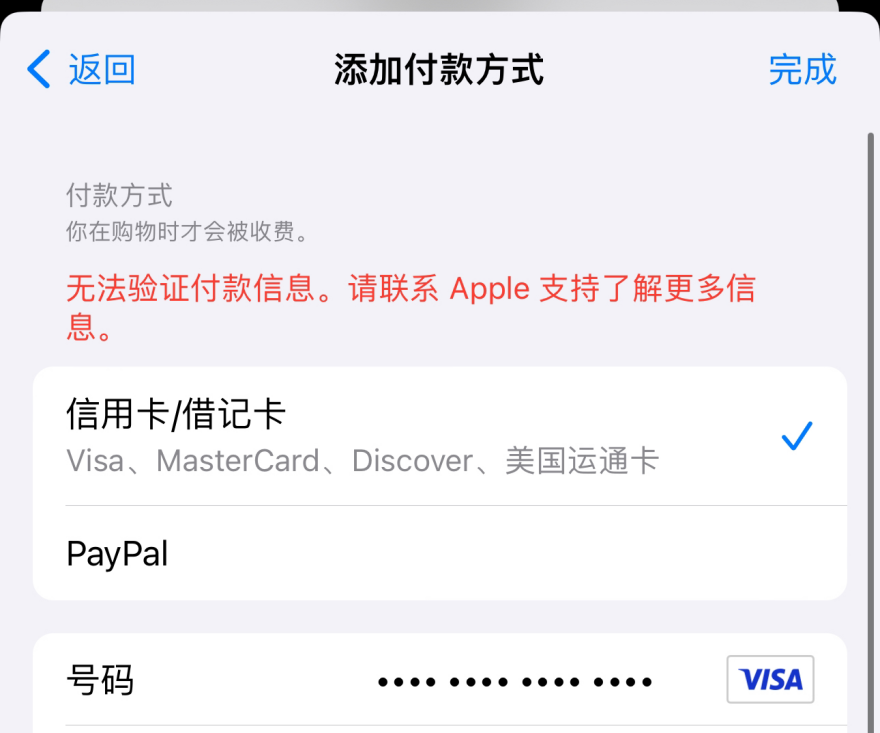 返回 添加付款方式 完成
付款方式
你在购物时才会被收费。
无法验证付款信息。请联系 Apple 支持了解更多信
息。
信用卡/借记卡
Visa、MasterCard、Discover、美国运通卡
PayPal
号码 •••• •••• •••• •••• VISA